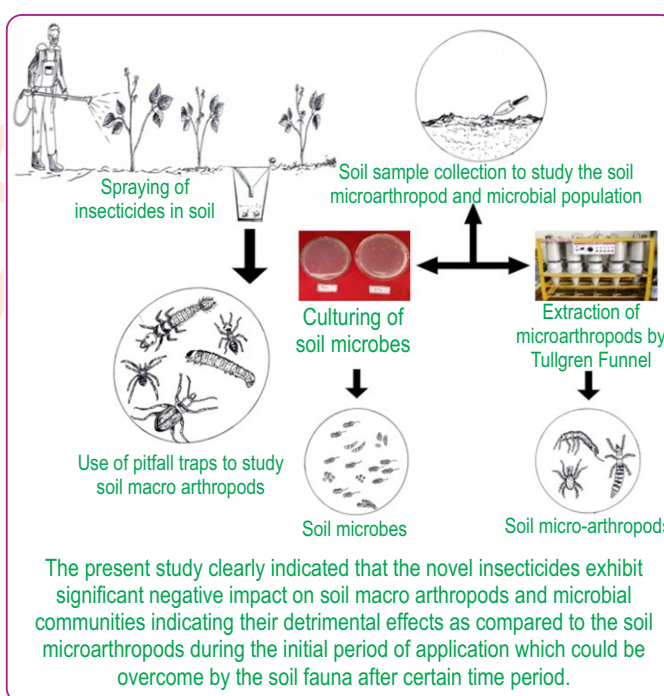 Spraying of
insecticides in soil
Soil sample collection to study the soil
microarthropod and microbial population
Culturing of
soil microbes
Extraction of
microarthropods by
Tullgren Funnel
Use of pitfall traps to study
soil macro arthropods
Soil microbes
Soil micro-arthropods
The present study clearly indicated that the novel insecticides exhibit
significant negative impact on soil macro arthropods and microbial
communities indicating their detrimental effects as compared to the soil
microarthropods during the initial period of application which could be
overcome by the soil fauna after certain time period.